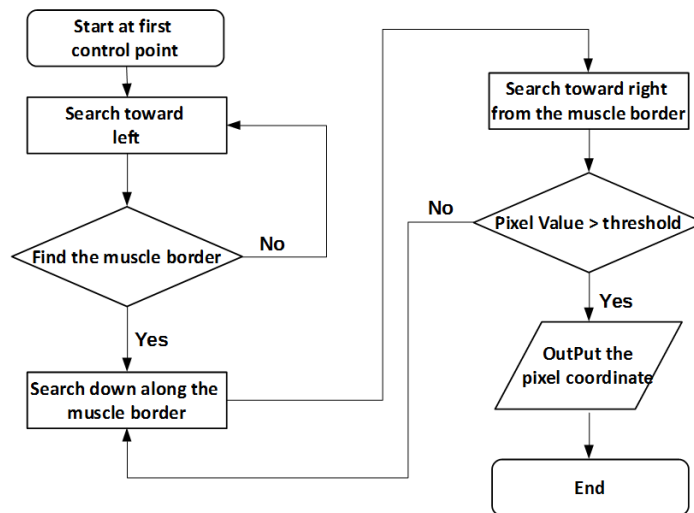 Start at first
control point
Search toward
left
Find the muscle border
No
Yes
Search down along the
muscle border
Search toward right
from the muscle border
Pixel Value > threshold
No
Yes
OutPut the
pixel coordinate
End